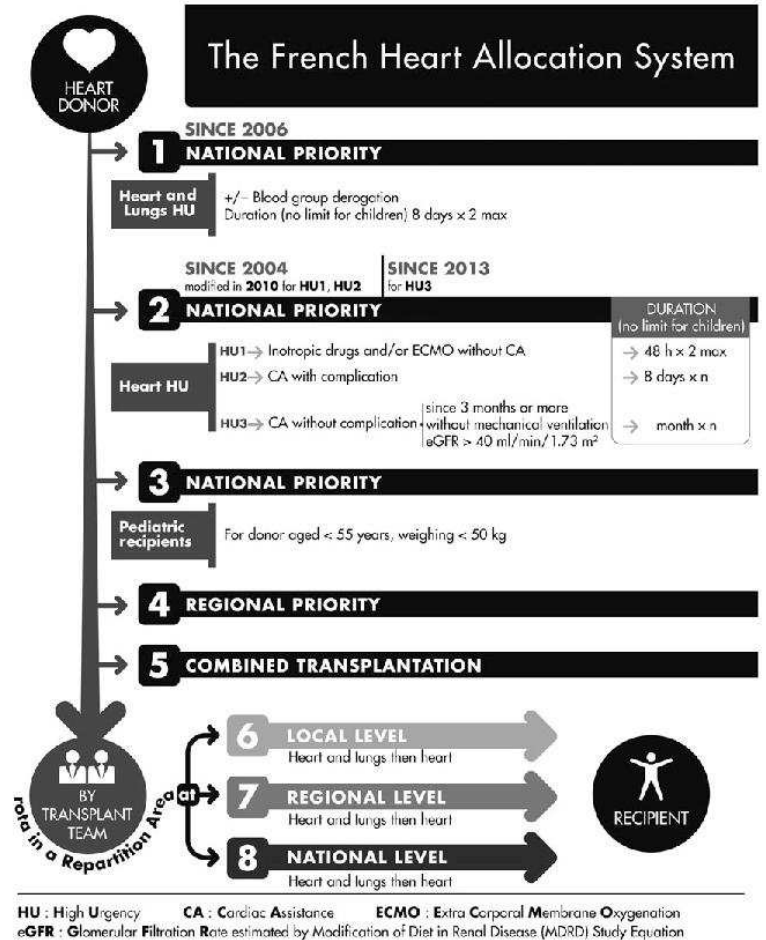 The French Heart Allocation System
HEART
DONOR
SINCE 2006
1 NATIONAL PRIORITY
Heart and
Lungs HU
+/− Blood group derogation
Duration (no limit for children) 8 days x 2 max
SINCE 2004
modified in 2010 for HU1, HU2
SINCE 2013
for HU3
2 NATIONAL PRIORITY
DURATION
(no limit for children)
Heart HU
HU1→ Inotropic drugs and/or ECMO without CA → 48 h x 2 max
HU2→ CA with complication → 8 days x n
HU3→ CA without complication
since 3 months or more
without mechanical ventilation
eGFR > 40 ml/min/1.73 m²
→ month x n
3 NATIONAL PRIORITY
Pediatric
recipients
For donor aged < 55 years, weighing < 50 kg
4 REGIONAL PRIORITY
5 COMBINED TRANSPLANTATION
BY
TRANSPLANT
TEAM
rota in a Repartition Area at
6 LOCAL LEVEL
Heart and lungs then heart
7 REGIONAL LEVEL
Heart and lungs then heart
8 NATIONAL LEVEL
Heart and lungs then heart
RECIPIENT
HU : High Urgency CA : Cardiac Assistance ECMO : Extra Corporal Membrane Oxygenation
eGFR : Glomerular Filtration Rate estimated by Modification of Diet in Renal Disease (MDRD) Study Equation